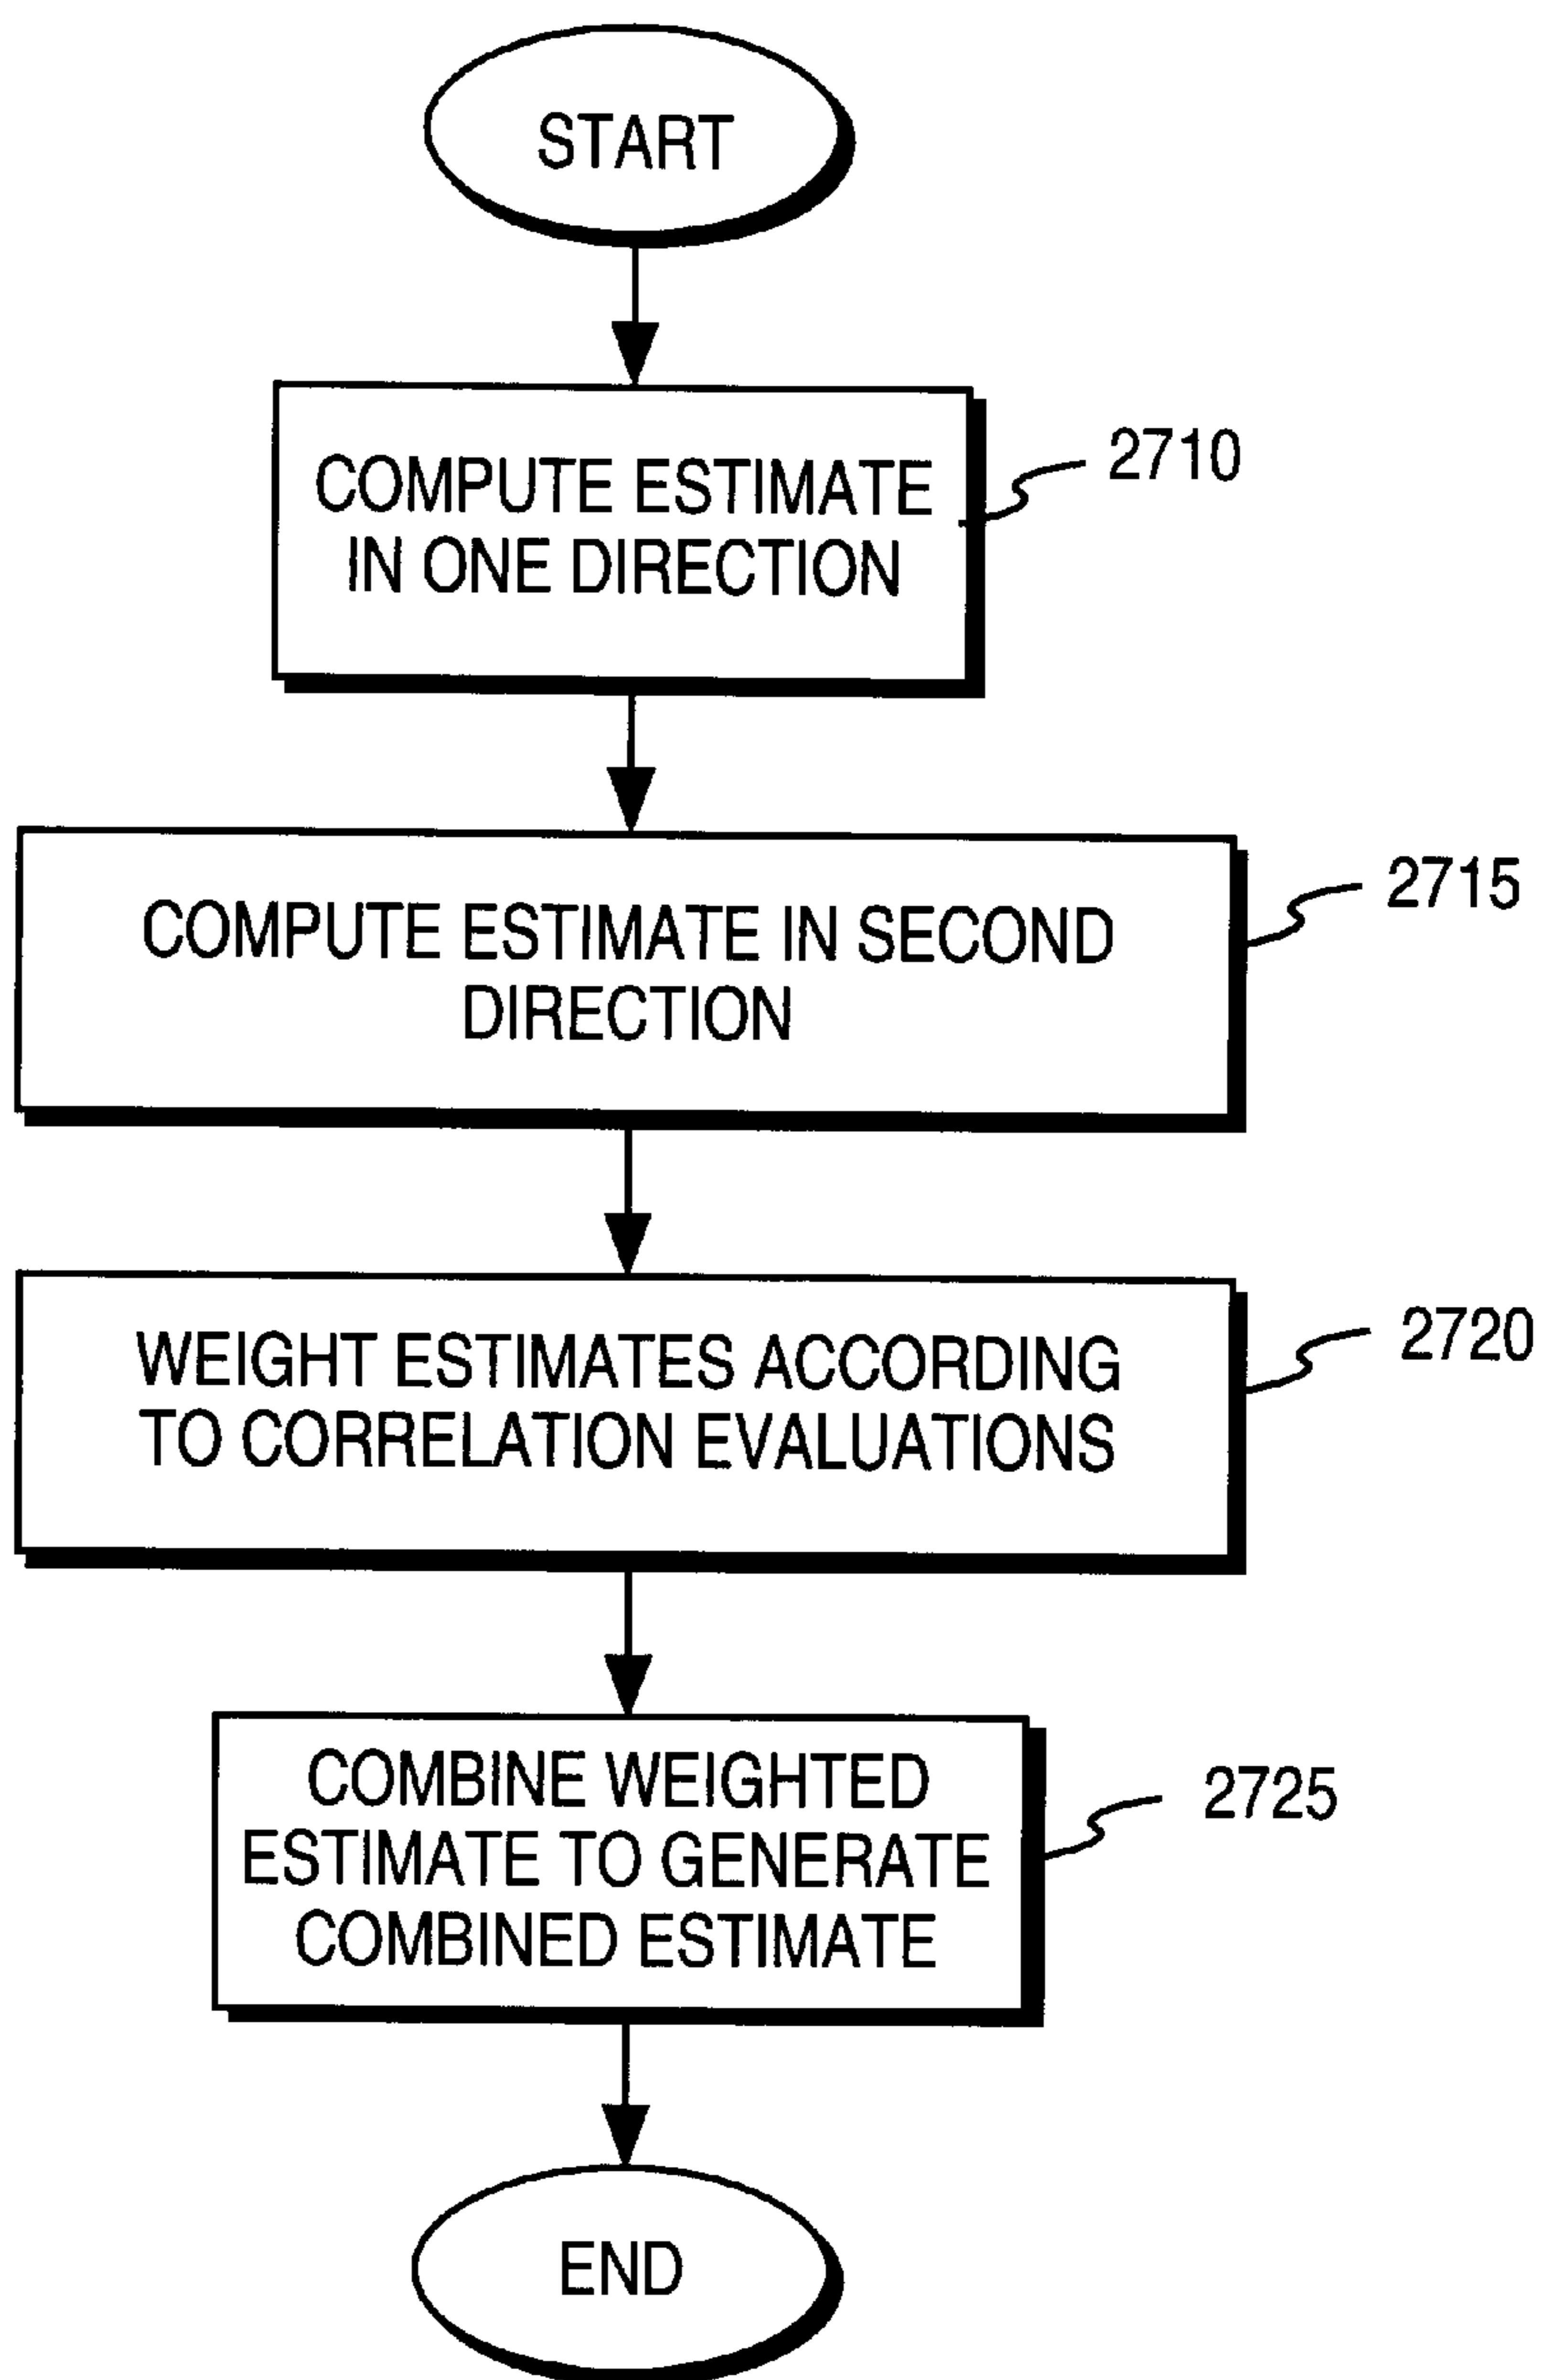 START
COMPUTE ESTIMATE
IN ONE DIRECTION
2710
COMPUTE ESTIMATE IN SECOND
DIRECTION
2715
WEIGHT ESTIMATES ACCORDING
TO CORRELATION EVALUATIONS
2720
COMBINE WEIGHTED
ESTIMATE TO GENERATE
COMBINED ESTIMATE
2725
END